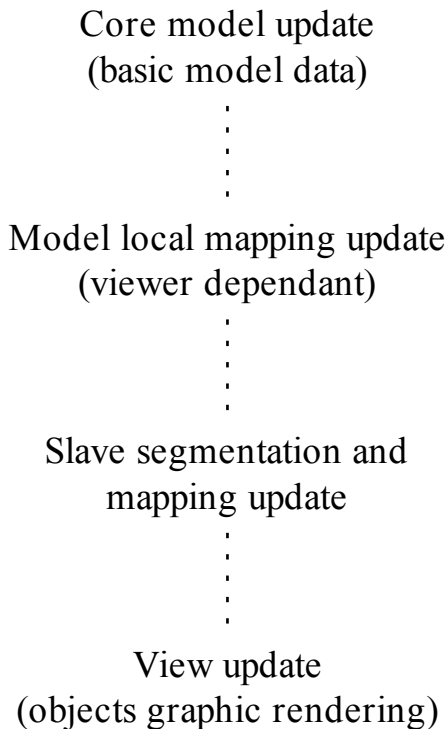 Core model update
(basic model data)
Model local mapping update
(viewer dependant)
Slave segmentation and
mapping update
View update
(objects graphic rendering)